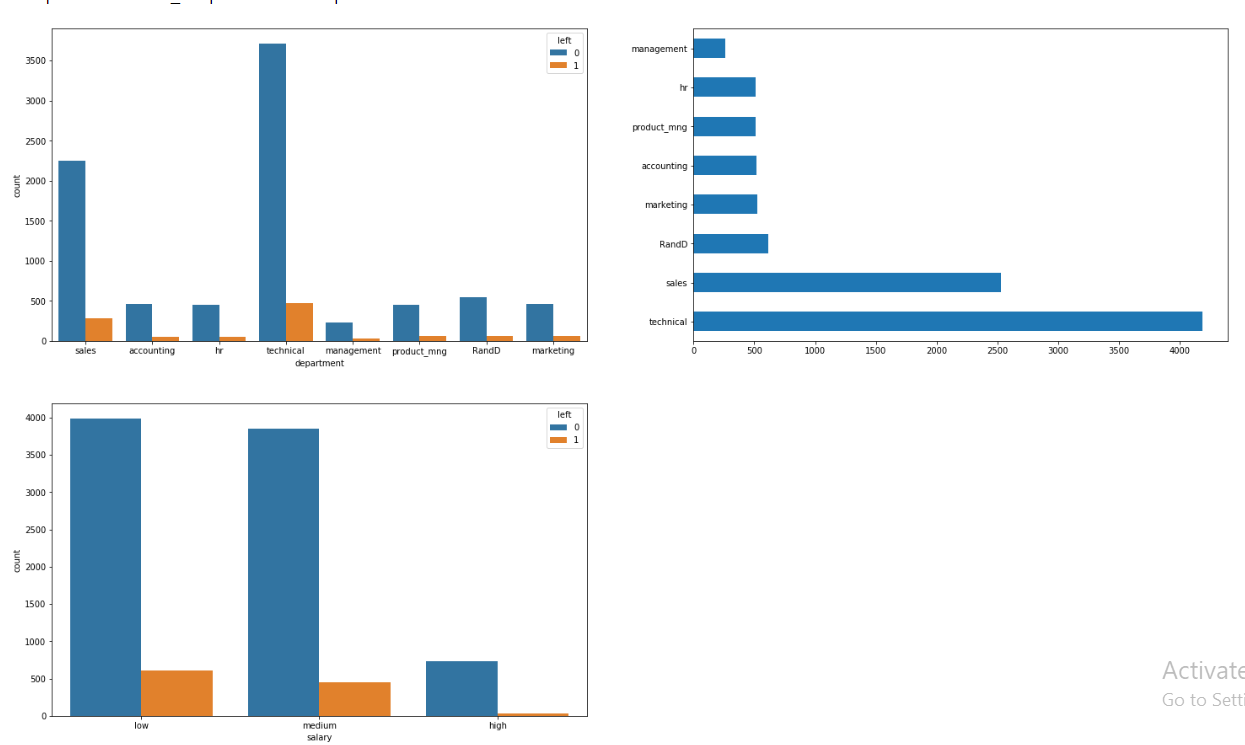 left
0
1
3500
3000
2500
2000
1500
1000
500
0
count
sales accounting hr technical management product_mng RandD marketing
department
management
hr
product_mng
accounting
marketing
RandD
sales
technical
0 500 1000 1500 2000 2500 3000 3500 4000
left
0
1
4000
3500
3000
2500
2000
1500
1000
500
0
count
low medium high
salary
Activate
Go to Setti